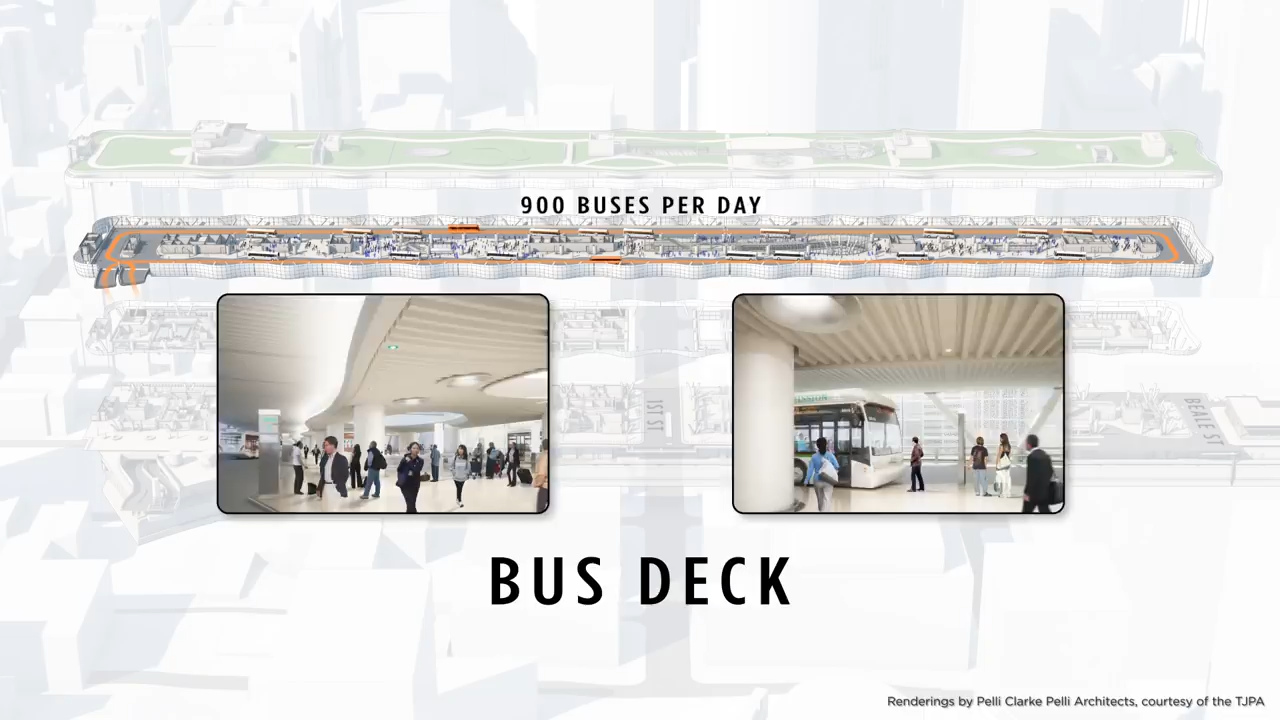 900 BUSES PER DAY
1ST ST
BEALE ST
MISSION
BUS DECK
Renderings by Pelli Clarke Pelli Architects, courtesy of the TJPA